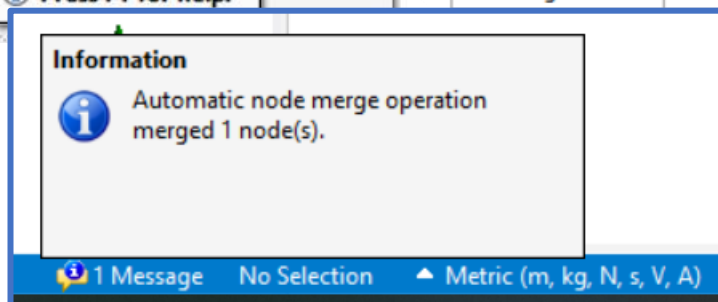 Information
Automatic node merge operation
merged 1 node(s).
1 Message No Selection Metric (m, kg, N, s, V, A)